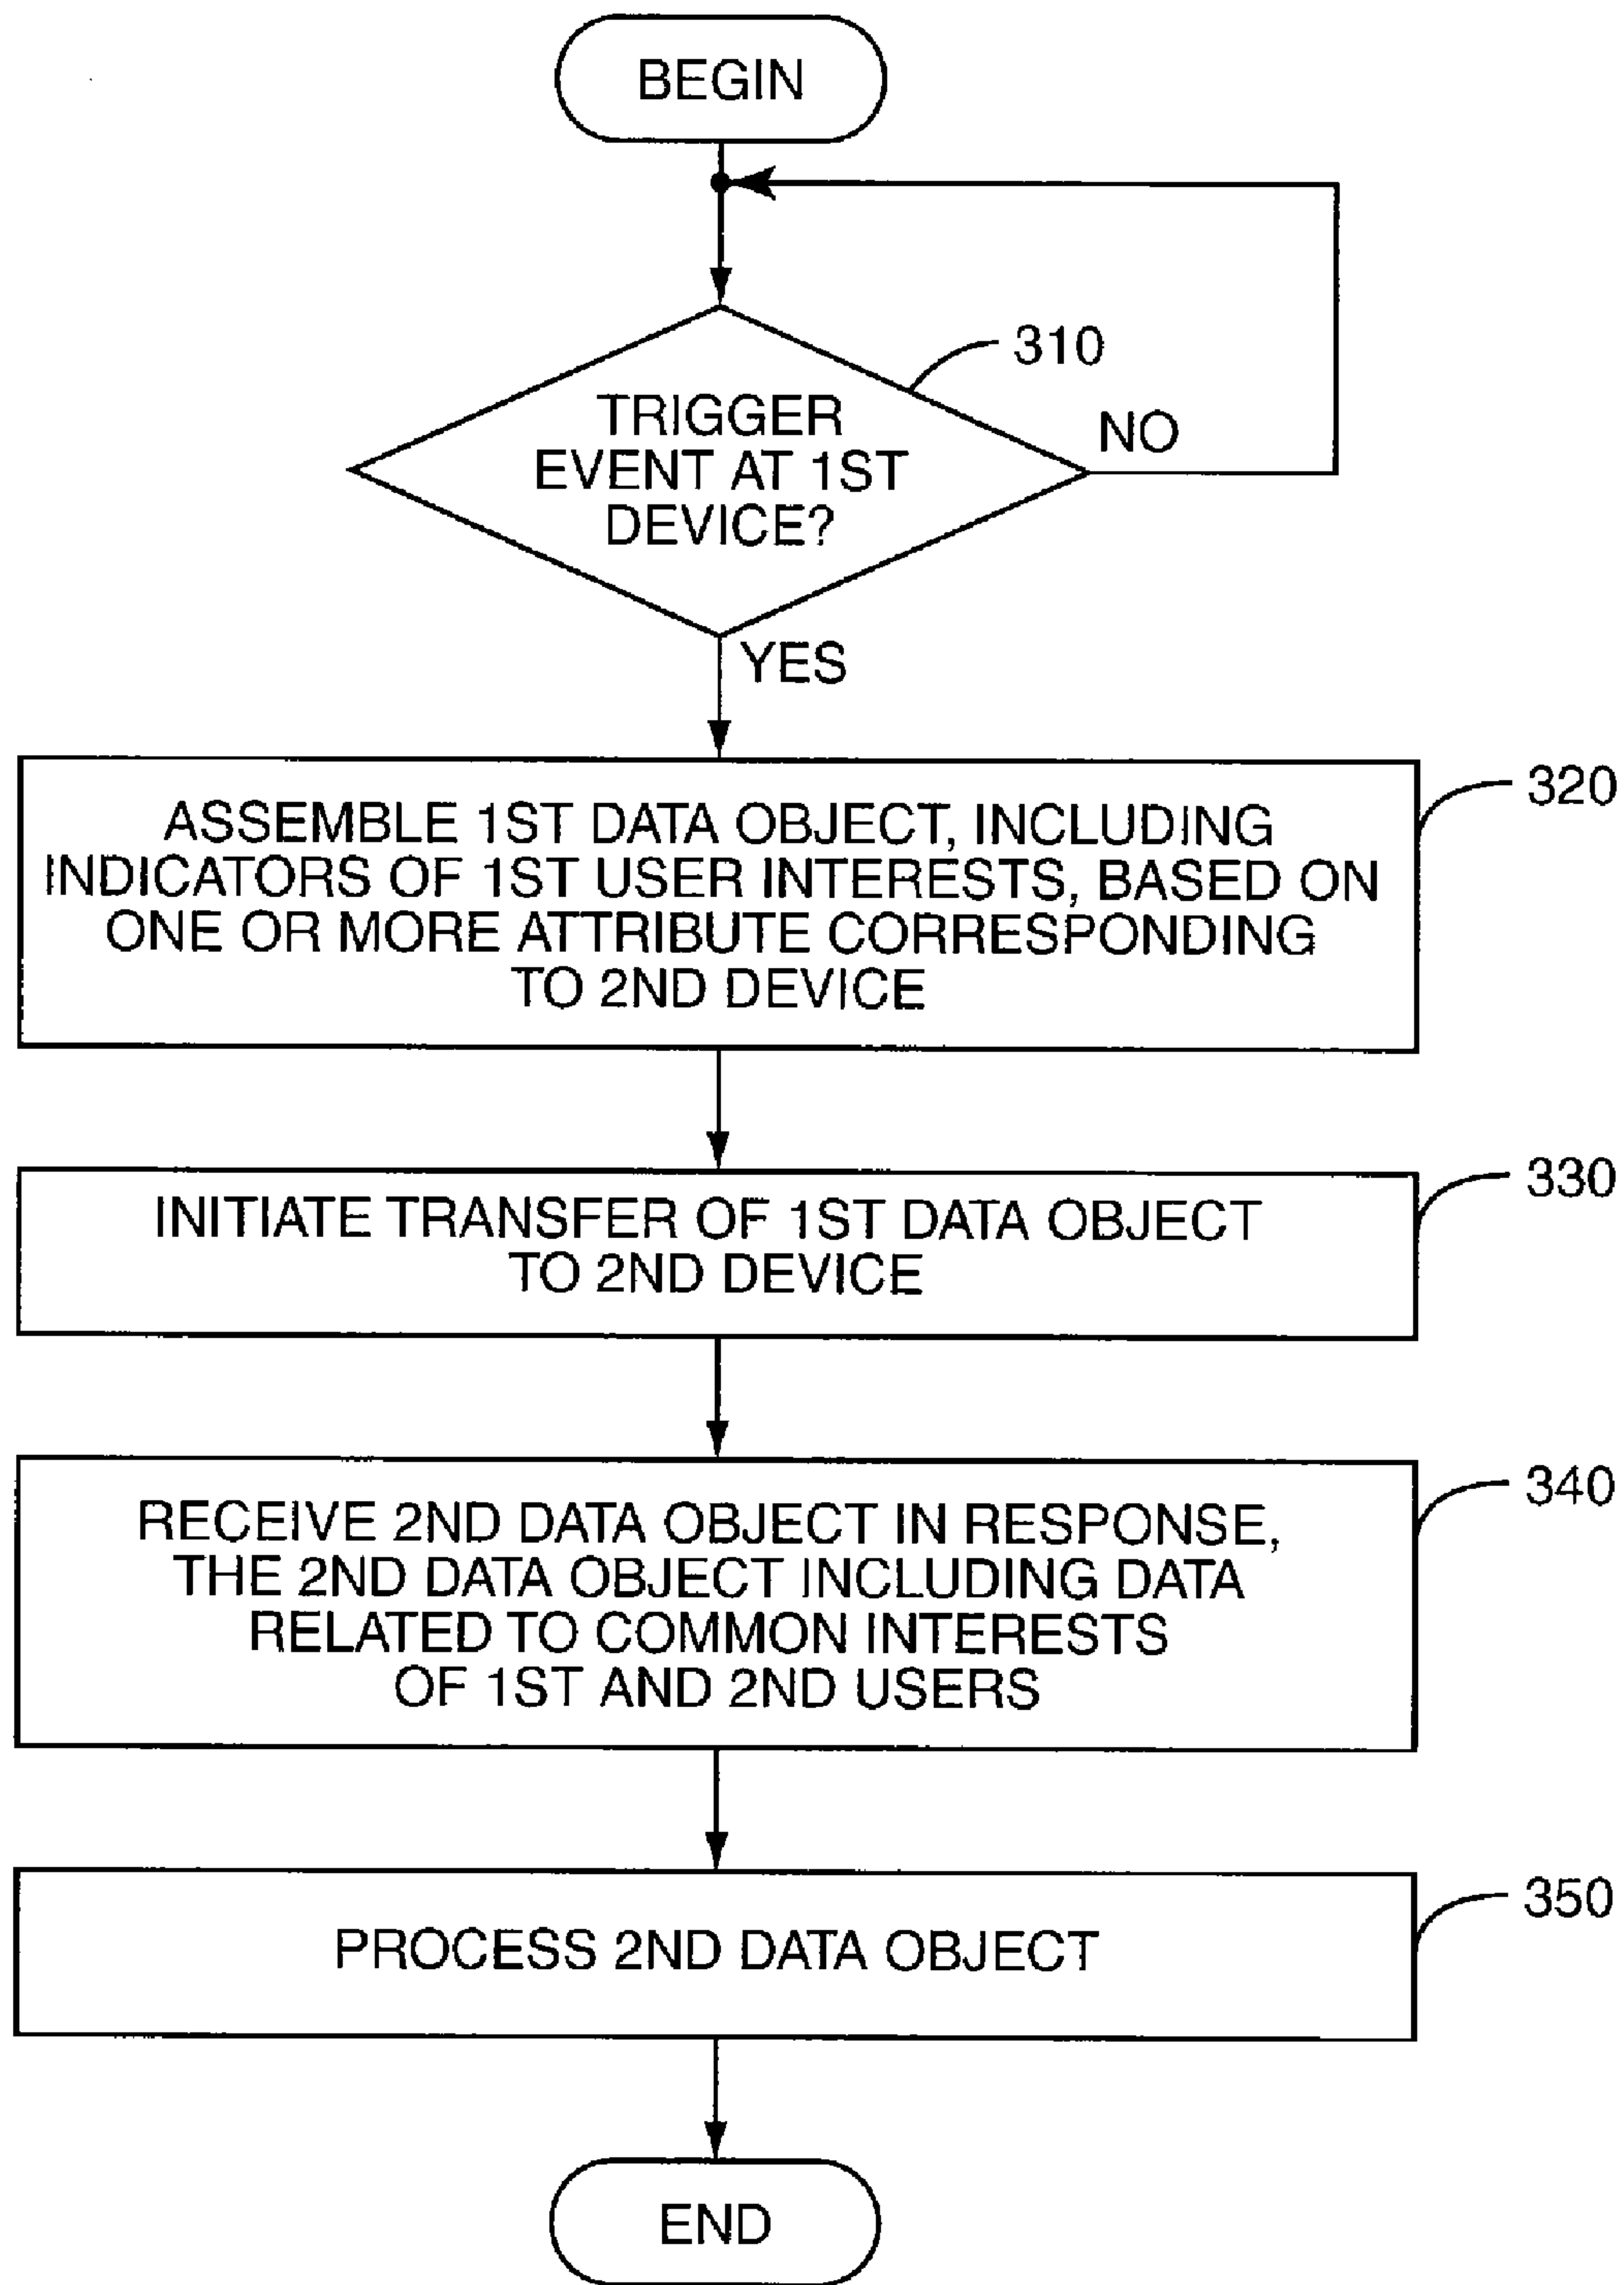 BEGIN
310
TRIGGER
EVENT AT 1ST
DEVICE?
NO
YES
320
ASSEMBLE 1ST DATA OBJECT, INCLUDING
INDICATORS OF 1ST USER INTERESTS, BASED ON
ONE OR MORE ATTRIBUTE CORRESPONDING
TO 2ND DEVICE
330
INITIATE TRANSFER OF 1ST DATA OBJECT
TO 2ND DEVICE
340
RECEIVE 2ND DATA OBJECT IN RESPONSE,
THE 2ND DATA OBJECT INCLUDING DATA
RELATED TO COMMON INTERESTS
OF 1ST AND 2ND USERS
350
PROCESS 2ND DATA OBJECT
END